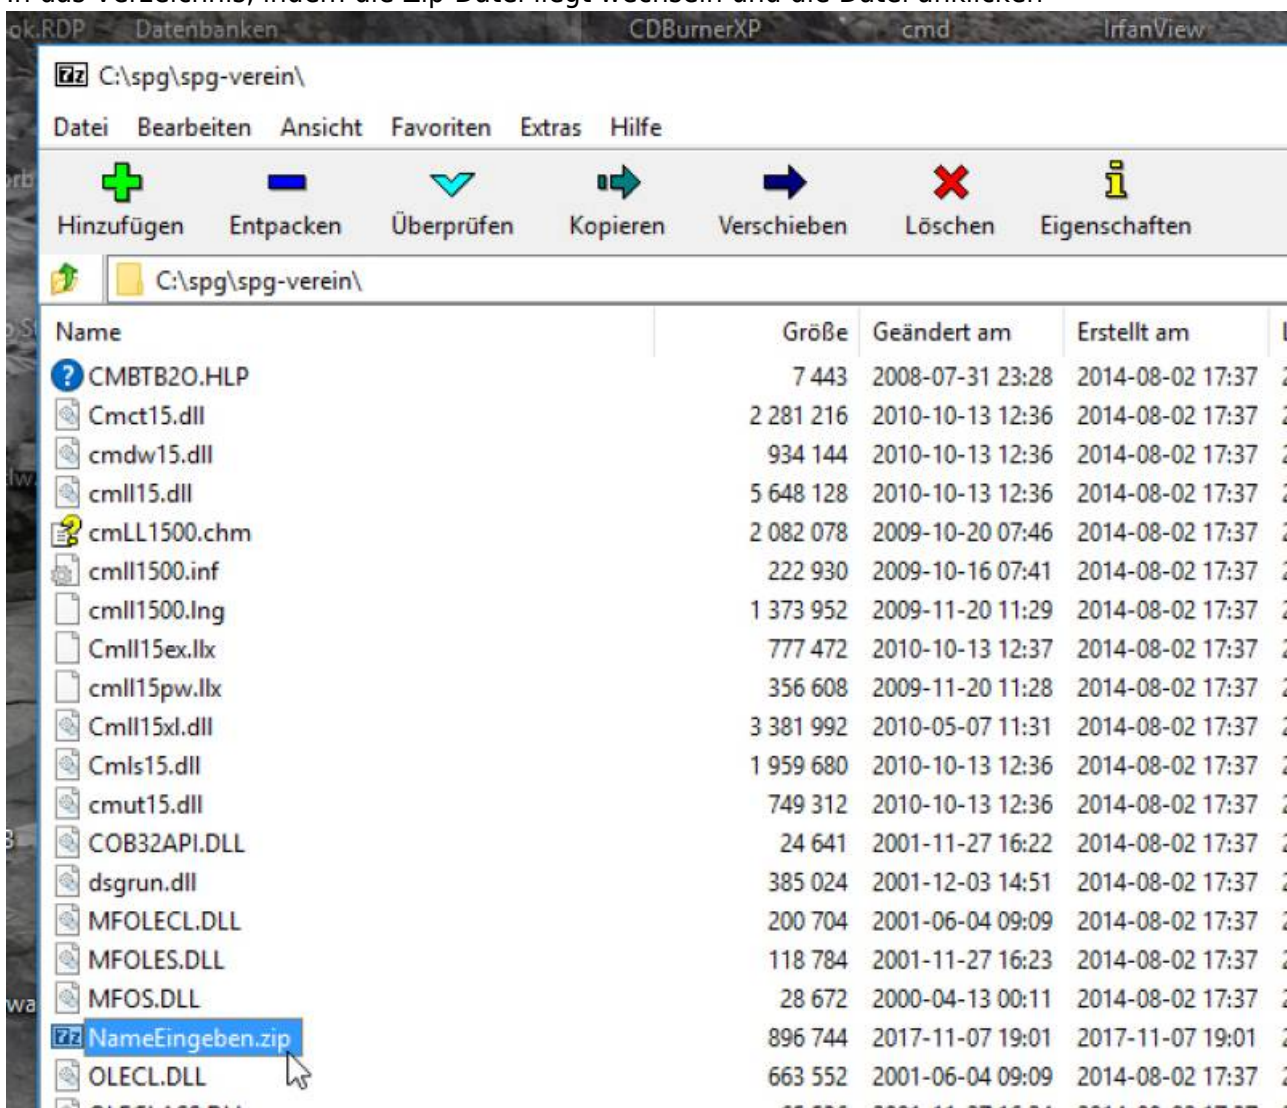 in das Verzeichnis, indem die Zip-Datei liegt wechseln und die Datei anklicken
ok.RDP Datenbanken CDBurnerXP cmd IrfanView
C:\spg\spg-verein\
Datei Bearbeiten Ansicht Favoriten Extras Hilfe
Hinzufügen Entpacken Überprüfen Kopieren Verschieben Löschen Eigenschaften
C:\spg\spg-verein\
Name Größe Geändert am Erstellt am
CMBTB2O.HLP 7 443 2008-07-31 23:28 2014-08-02 17:37
Cmct15.dll 2 281 216 2010-10-13 12:36 2014-08-02 17:37
cmdw15.dll 934 144 2010-10-13 12:36 2014-08-02 17:37
cmll15.dll 5 648 128 2010-10-13 12:36 2014-08-02 17:37
cmLL1500.chm 2 082 078 2009-10-20 07:46 2014-08-02 17:37
cmll1500.inf 222 930 2009-10-16 07:41 2014-08-02 17:37
cmll1500.lng 1 373 952 2009-11-20 11:29 2014-08-02 17:37
Cmll15ex.llx 777 472 2010-10-13 12:37 2014-08-02 17:37
cmll15pw.llx 356 608 2009-11-20 11:28 2014-08-02 17:37
Cmll15xl.dll 3 381 992 2010-05-07 11:31 2014-08-02 17:37
Cmls15.dll 1 959 680 2010-10-13 12:36 2014-08-02 17:37
cmut15.dll 749 312 2010-10-13 12:36 2014-08-02 17:37
COB32API.DLL 24 641 2001-11-27 16:22 2014-08-02 17:37
dsgrun.dll 385 024 2001-12-03 14:51 2014-08-02 17:37
MFOLECL.DLL 200 704 2001-06-04 09:09 2014-08-02 17:37
MFOLES.DLL 118 784 2001-11-27 16:23 2014-08-02 17:37
MFOS.DLL 28 672 2000-04-13 00:11 2014-08-02 17:37
NameEingeben.zip 896 744 2017-11-07 19:01 2017-11-07 19:01
OLECL.DLL 663 552 2001-06-04 09:09 2014-08-02 17:37